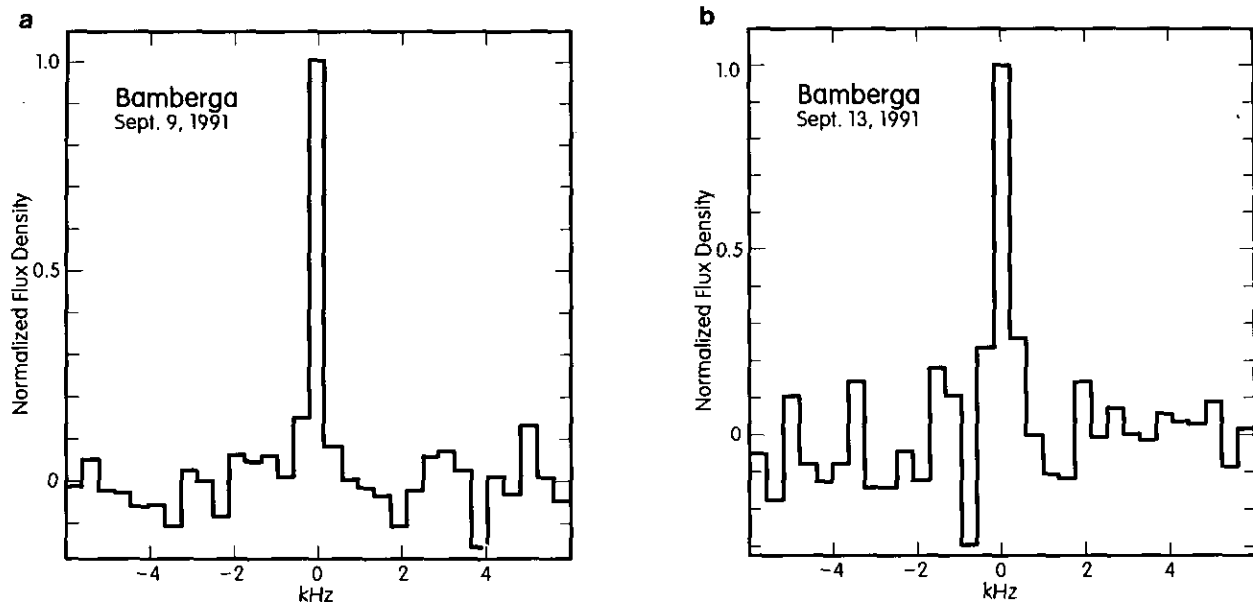 a
1.0
Bamberga
Sept. 9, 1991
Normalized Flux Density
0.5
0
-4
-2
0
2
4
kHz
b
1.0
Bamberga
Sept. 13, 1991
Normalized Flux Density
0.5
0
-4
-2
0
2
4
kHz